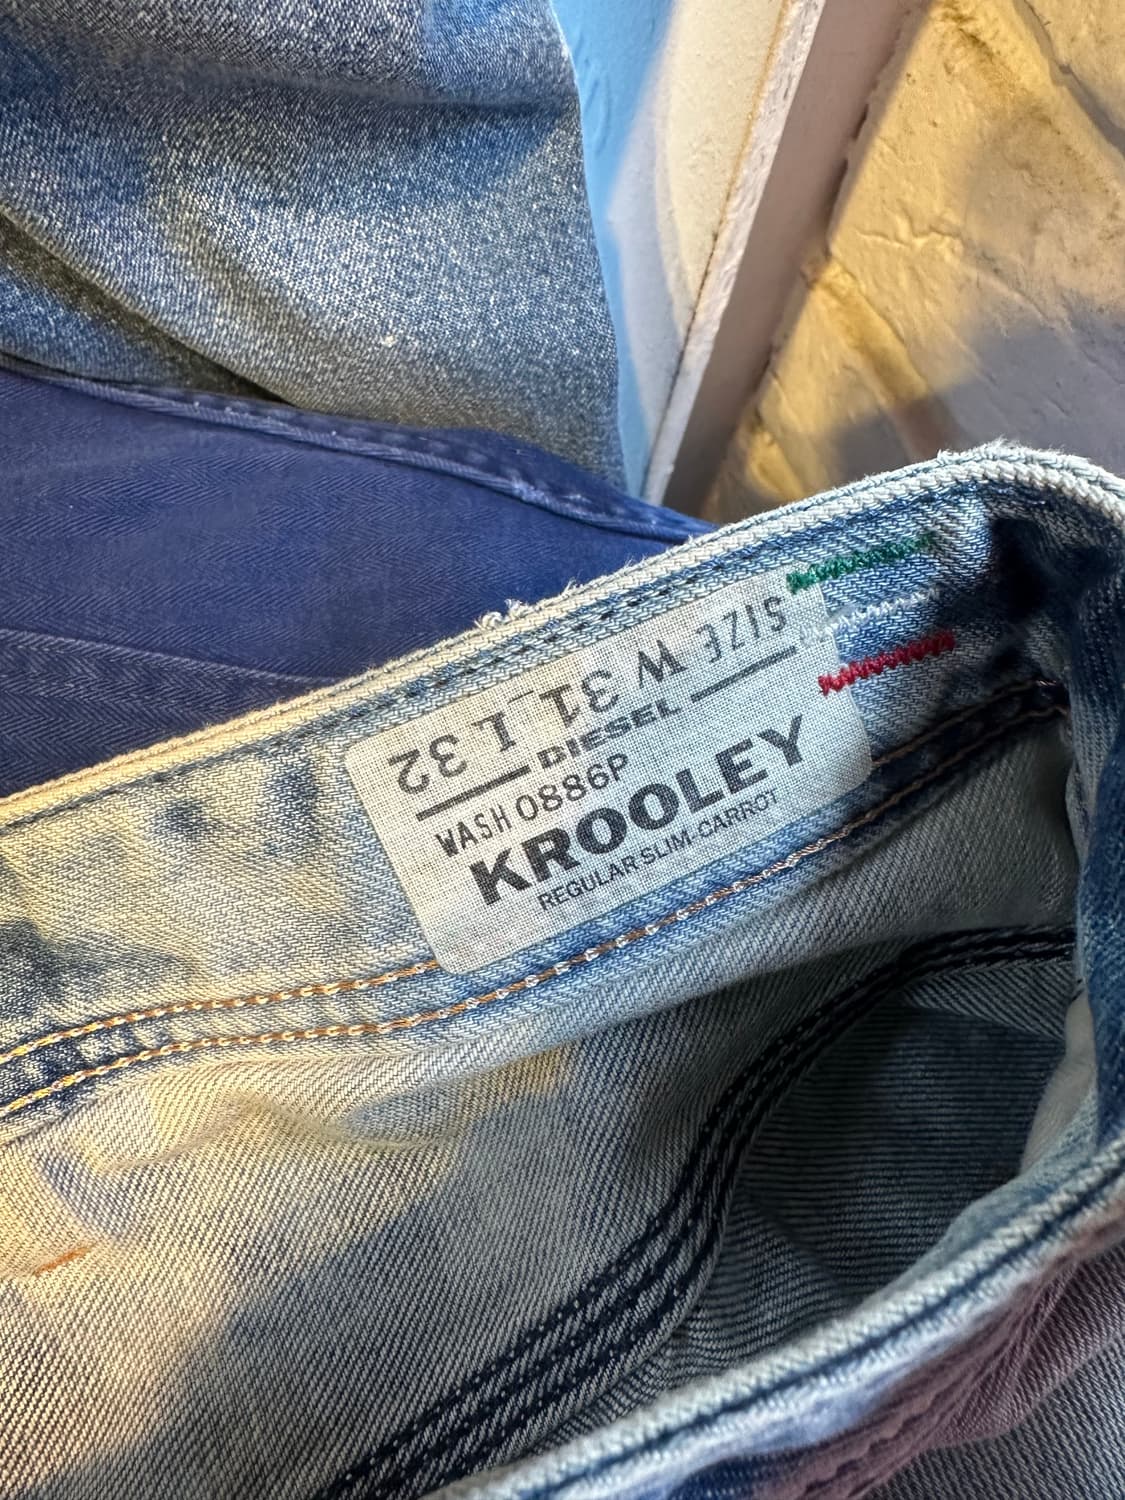 SIZE W 31 L 32
DIESEL
WASH 0886P
KROOLEY
REGULAR SLIM-CARROT